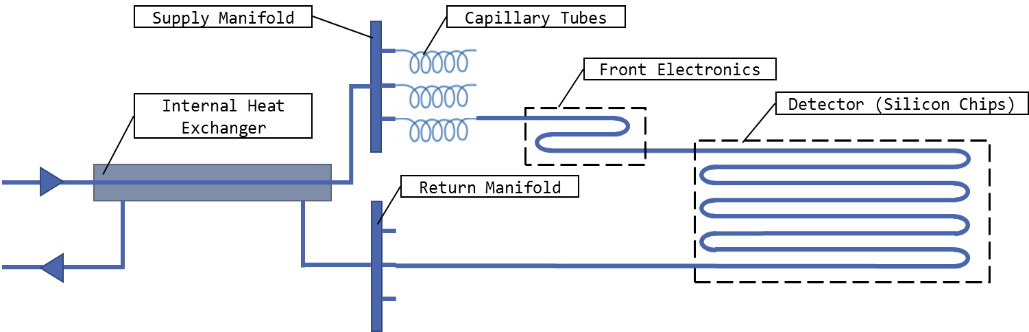 Supply Manifold
Capillary Tubes
Front Electronics
Internal Heat
Exchanger
Detector (Silicon Chips)
Return Manifold